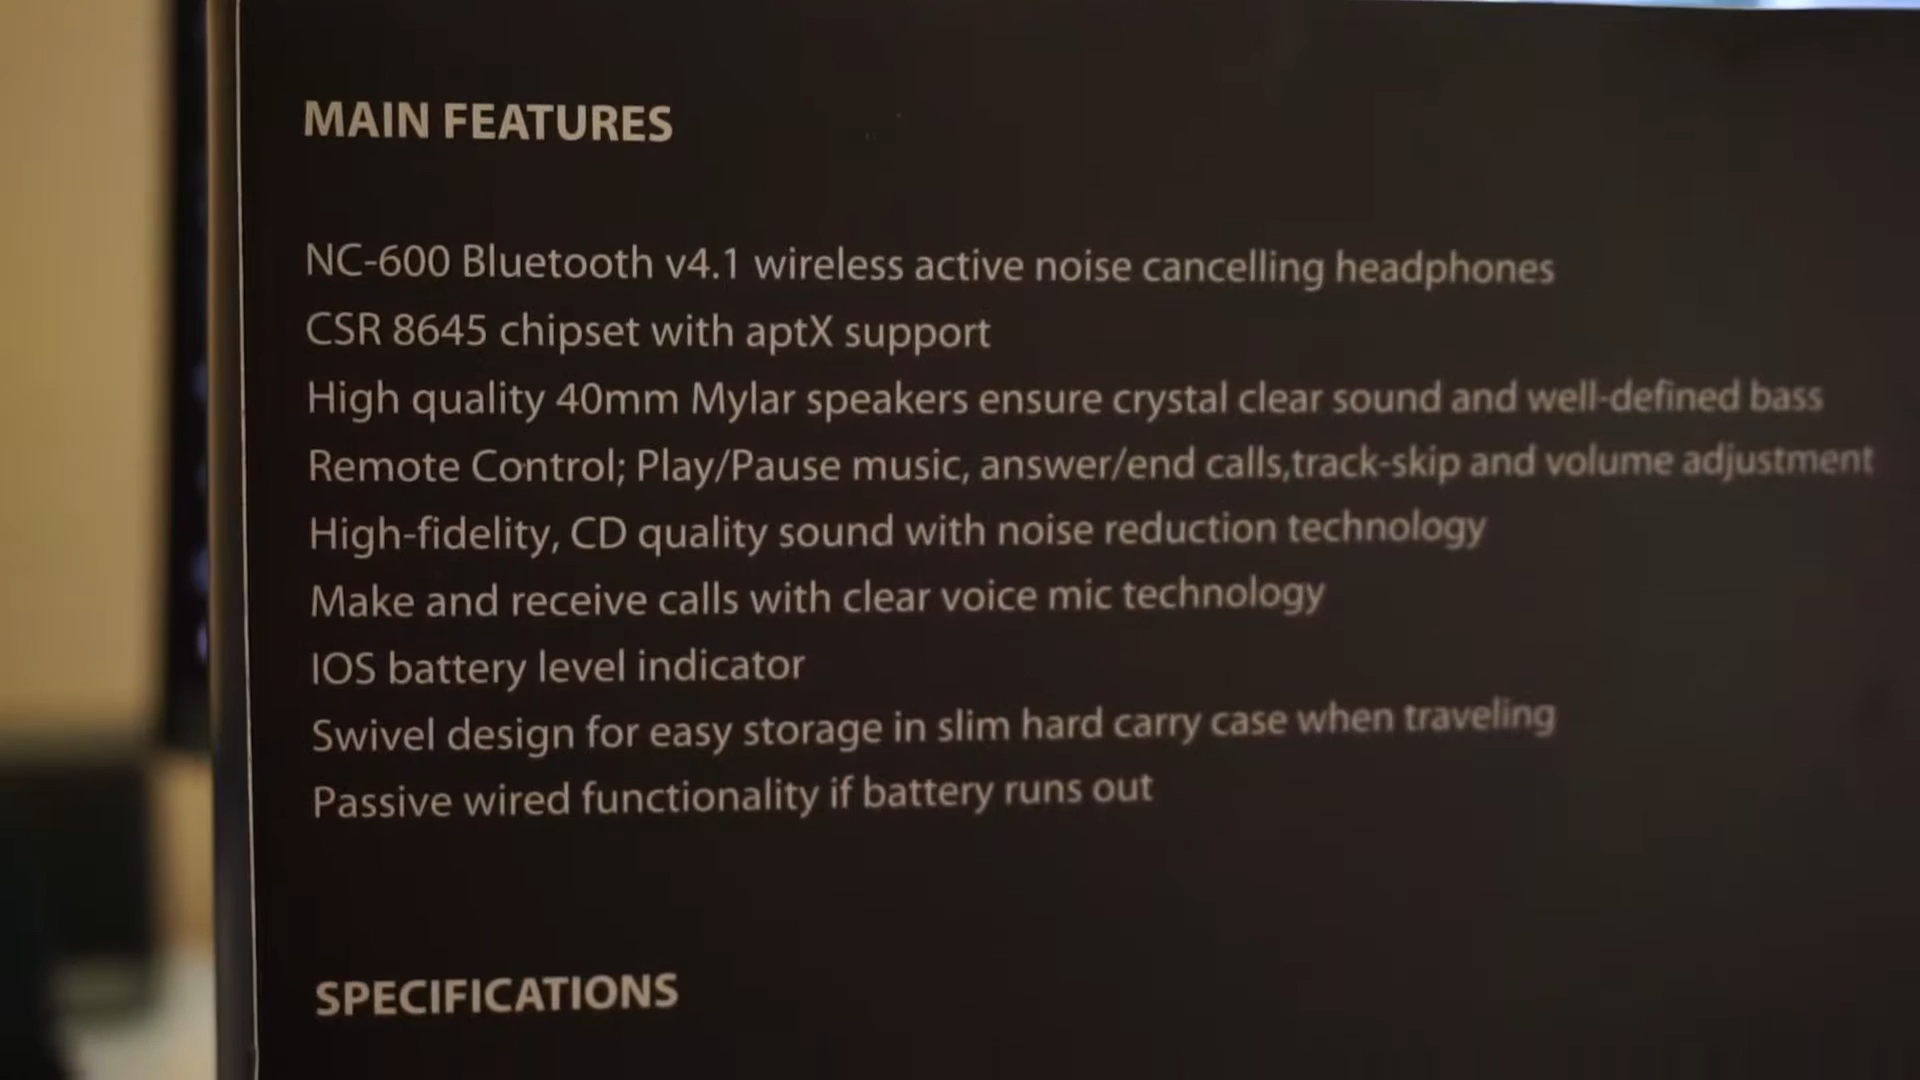 MAIN FEATURES
NC-600 Bluetooth v4.1 wireless active noise cancelling headphones
CSR 8645 chipset with aptX support
High quality 40mm Mylar speakers ensure crystal clear sound and well-defined bass
Remote Control; Play/Pause music, answer/end calls,track-skip and volume adjustment
High-fidelity, CD quality sound with noise reduction technology
Make and receive calls with clear voice mic technology
IOS battery level indicator
Swivel design for easy storage in slim hard carry case when traveling
Passive wired functionality if battery runs out
SPECIFICATIONS